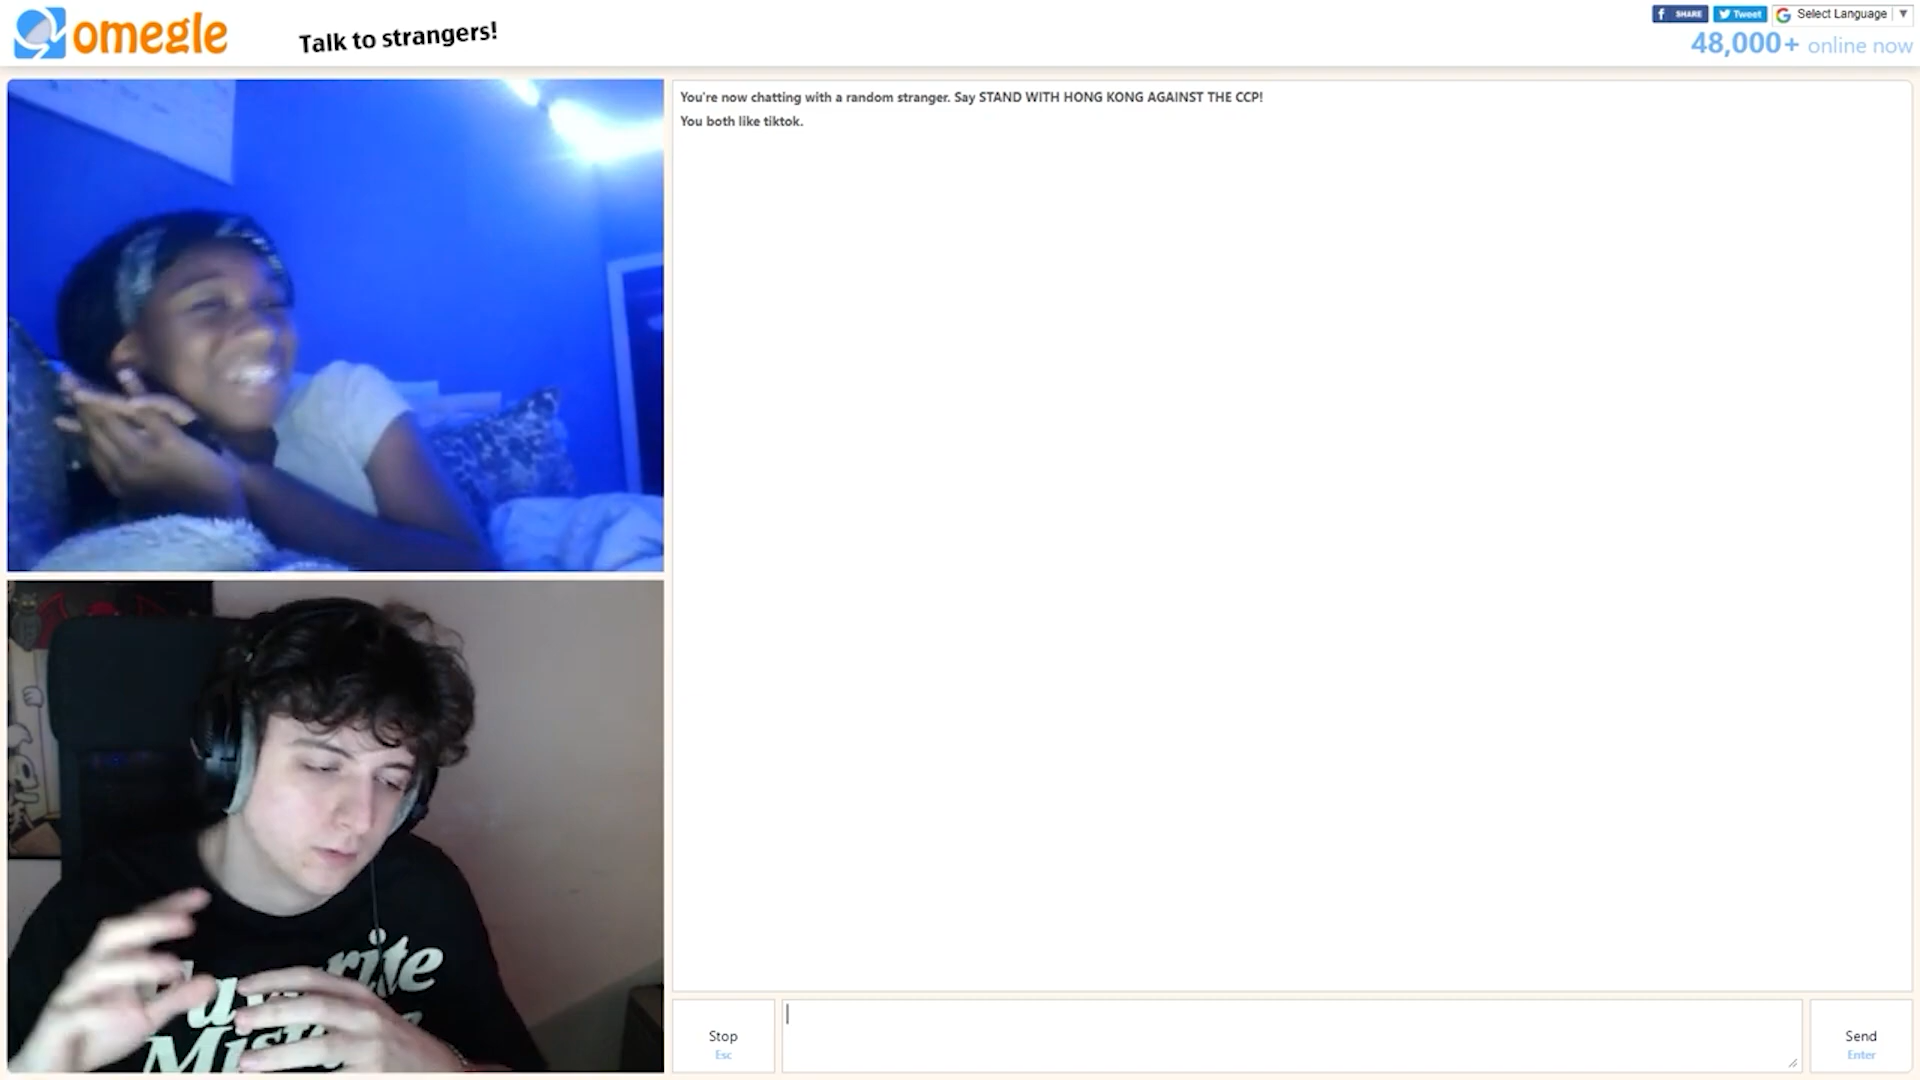 omegle
Talk to strangers!
SHARE
Tweet
Select Language
48,000+ online now
You're now chatting with a random stranger. Say STAND WITH HONG KONG AGAINST THE CCP!
You both like tiktok.
Favorite
Stop
Esc
Send
Enter